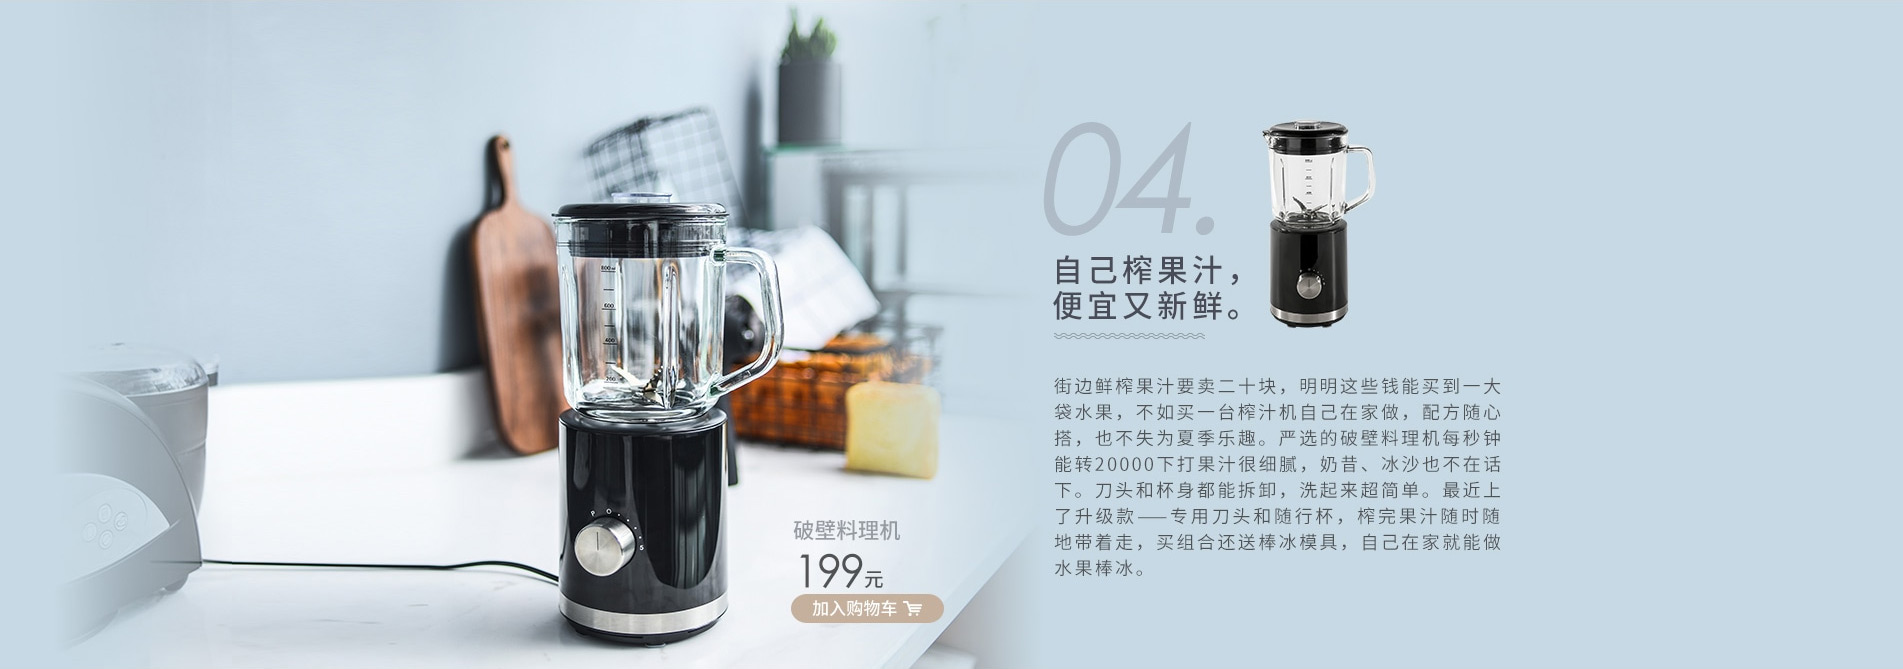 04.
自己榨果汁，
便宜又新鲜。
街边鲜榨果汁要卖二十块，明明这些钱能买到一大
袋水果，不如买一台榨汁机自己在家做，配方随心
搭，也不失为夏季乐趣。严选的破壁料理机每秒钟
能转20000下打果汁很细腻，奶昔、冰沙也不在话
下。刀头和杯身都能拆卸，洗起来超简单。最近上
了升级款——专用刀头和随行杯，榨完果汁随时随
地带着走，买组合还送棒冰模具，自己在家就能做
水果棒冰。
破壁料理机
199元
加入购物车
800
600
400
200
P O
5